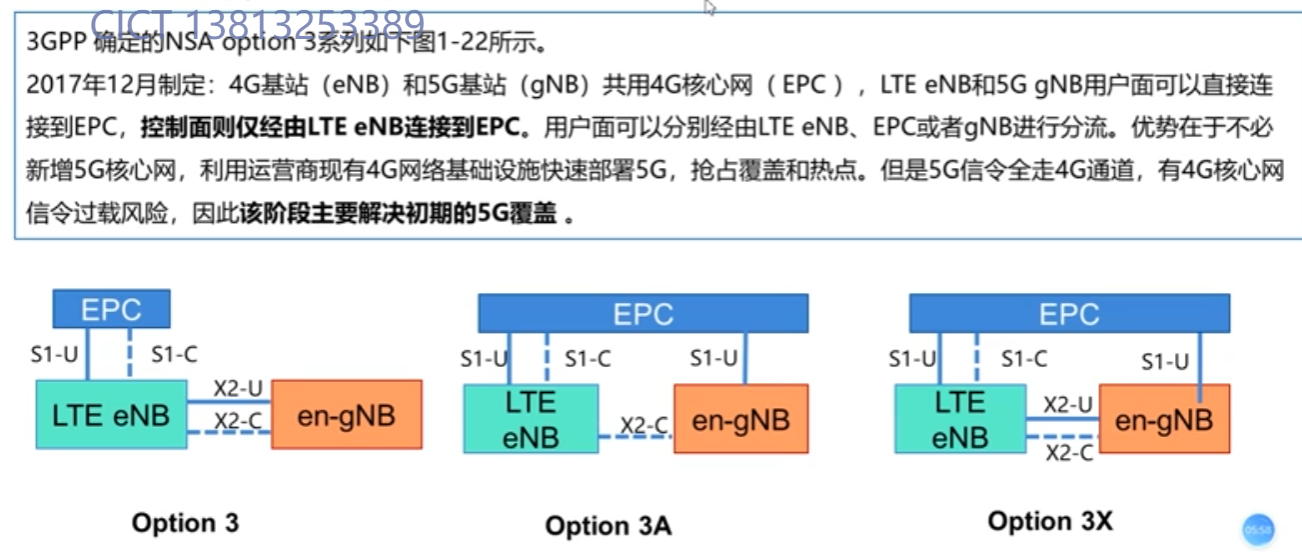 CICT 13813253389
3GPP 确定的NSA option 3系列如下图1-22所示。
2017年12月制定：4G基站（eNB）和5G基站（gNB）共用4G核心网（ EPC ），LTE eNB和5G gNB用户面可以直接连
接到EPC，控制面则仅经由LTE eNB连接到EPC。用户面可以分别经由LTE eNB、EPC或者gNB进行分流。优势在于不必
新增5G核心网，利用运营商现有4G网络基础设施快速部署5G，抢占覆盖和热点。但是5G信令全走4G通道，有4G核心网
信令过载风险，因此该阶段主要解决初期的5G覆盖 。
EPC
S1-U
S1-C
LTE eNB
X2-U
X2-C
en-gNB
Option 3
EPC
S1-U
S1-C
S1-U
LTE
eNB
X2-C
en-gNB
Option 3A
EPC
S1-U
S1-C
S1-U
LTE
eNB
X2-U
X2-C
en-gNB
Option 3X
05:58